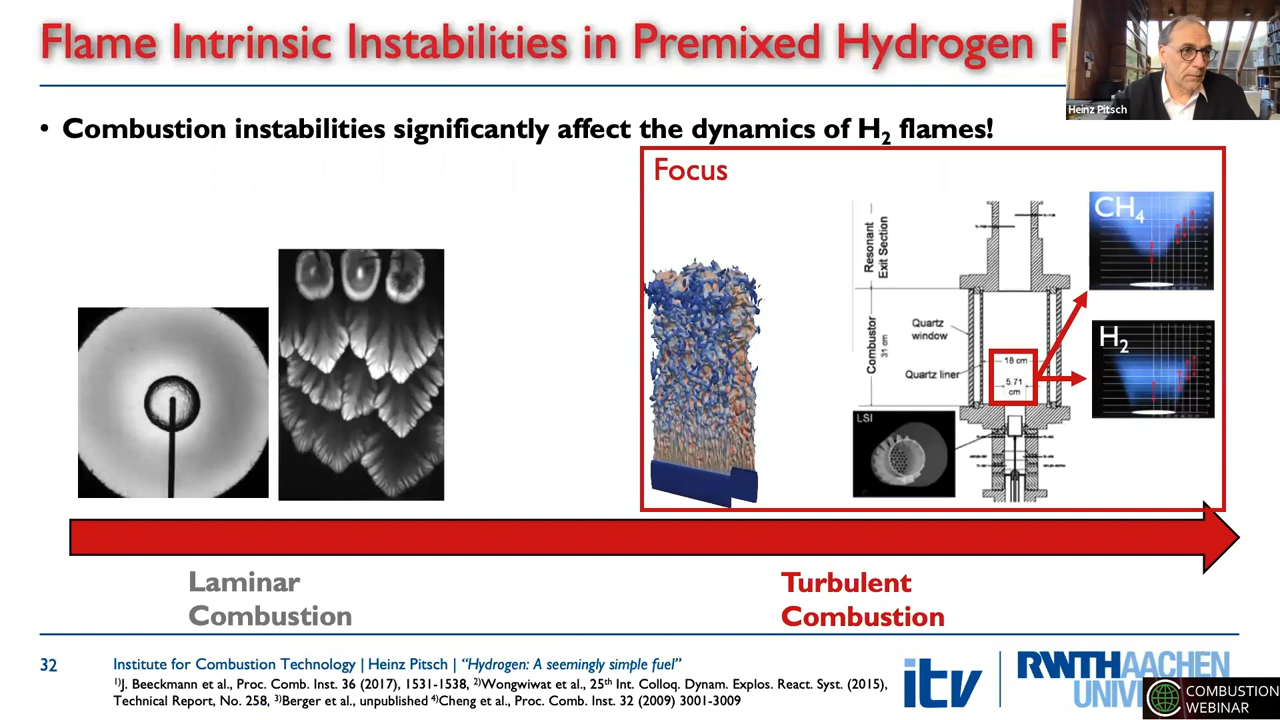 Flame Intrinsic Instabilities in Premixed Hydrogen F
Heinz Pitsch
• Combustion instabilities significantly affect the dynamics of H₂ flames!
Focus
Resonant
Exit Section
CH₄
Combustor
31 cm
Quartz
window
Quartz liner
18 cm
5.71
cm
H₂
LSI
Laminar
Combustion
Turbulent
Combustion
32
Institute for Combustion Technology | Heinz Pitsch | "Hydrogen: A seemingly simple fuel"
¹⁾J. Beeckmann et al., Proc. Comb. Inst. 36 (2017), 1531-1538, ²⁾Wongwiwat et al., 25ᵗʰ Int. Colloq. Dynam. Explos. React. Syst. (2015),
Technical Report, No. 258, ³⁾Berger et al., unpublished ⁴⁾Cheng et al., Proc. Comb. Inst. 32 (2009) 3001-3009
itv
RWTHAACHEN
UNIV
COMBUSTION
WEBINAR